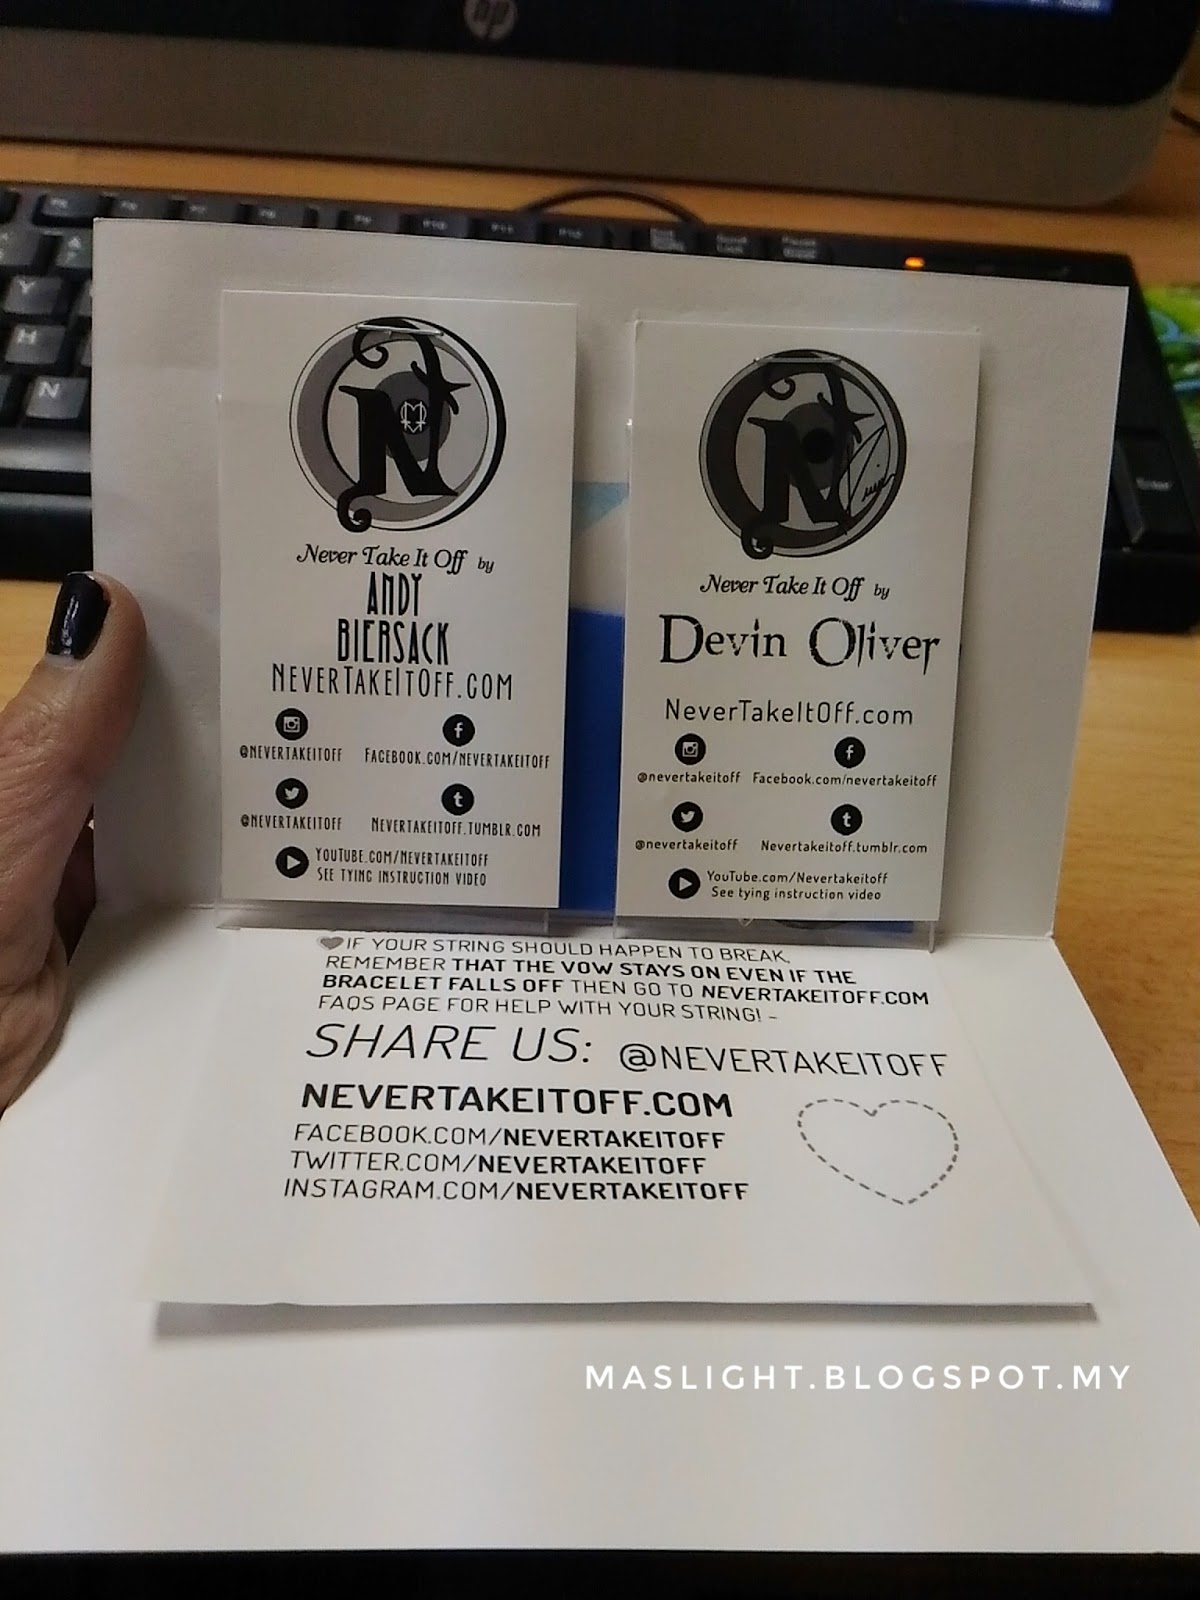 hp
Y
H
N
F10
F11
F12
N
Never Take It Off by
ANDY
BIERSACK
NEVERTAKEITOFF.COM
@NEVERTAKEITOFF
FACEBOOK.COM/NEVERTAKEITOFF
@NEVERTAKEITOFF
NEVERTAKEITOFF.TUMBLR.COM
YOUTUBE.COM/NEVERTAKEITOFF
SEE TYING INSTRUCTION VIDEO
N
Never Take It Off by
Devin Oliver
NeverTakeItOff.com
@nevertakeitoff
Facebook.com/nevertakeitoff
@nevertakeitoff
Nevertakeitoff.tumblr.com
YouTube.com/Nevertakeitoff
See tying instruction video
IF YOUR STRING SHOULD HAPPEN TO BREAK,
REMEMBER THAT THE VOW STAYS ON EVEN IF THE
BRACELET FALLS OFF THEN GO TO NEVERTAKEITOFF.COM
FAQS PAGE FOR HELP WITH YOUR STRING! ~
SHARE US: @NEVERTAKEITOFF
NEVERTAKEITOFF.COM
FACEBOOK.COM/NEVERTAKEITOFF
TWITTER.COM/NEVERTAKEITOFF
INSTAGRAM.COM/NEVERTAKEITOFF
MASLIGHT.BLOGSPOT.MY